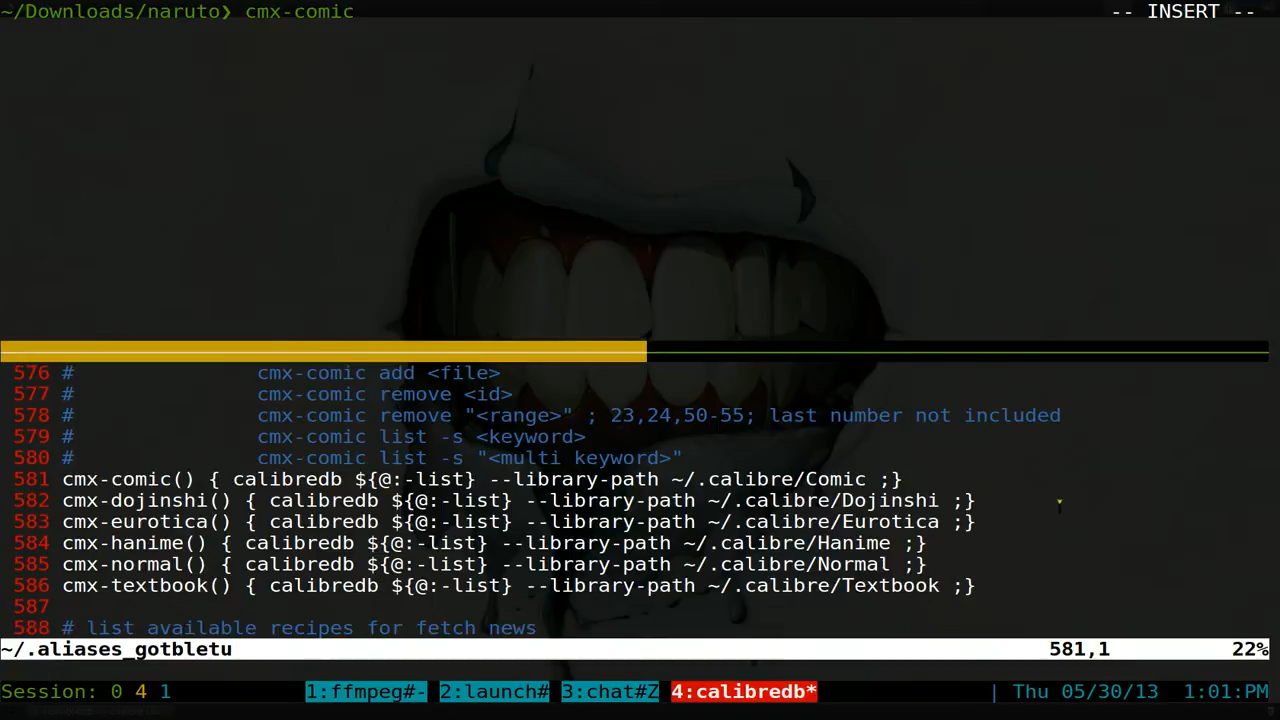 ~/Downloads/naruto❯ cmx-comic -- INSERT --
576 # cmx-comic add <file>
577 # cmx-comic remove <id>
578 # cmx-comic remove "<range>" ; 23,24,50-55; last number not included
579 # cmx-comic list -s <keyword>
580 # cmx-comic list -s "<multi keyword>"
581 cmx-comic() { calibredb ${@:-list} --library-path ~/.calibre/Comic ;}
582 cmx-dojinshi() { calibredb ${@:-list} --library-path ~/.calibre/Dojinshi ;}
583 cmx-eurotica() { calibredb ${@:-list} --library-path ~/.calibre/Eurotica ;}
584 cmx-hanime() { calibredb ${@:-list} --library-path ~/.calibre/Hanime ;}
585 cmx-normal() { calibredb ${@:-list} --library-path ~/.calibre/Normal ;}
586 cmx-textbook() { calibredb ${@:-list} --library-path ~/.calibre/Textbook ;}
587
588 # list available recipes for fetch news
~/.aliases_gotbletu 581,1 22%
Session: 0 4 1 1:ffmpeg#- 2:launch# 3:chat#Z 4:calibredb* | Thu 05/30/13 1:01:PM